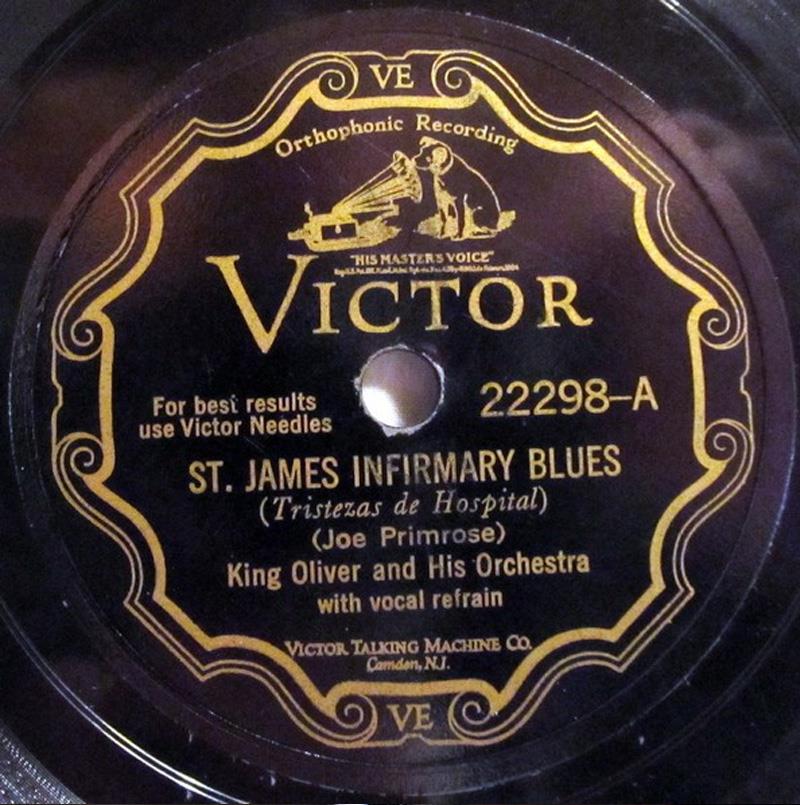 VE
Orthophonic Recording
"HIS MASTER'S VOICE"
VICTOR
For best results
use Victor Needles
22298-A
ST. JAMES INFIRMARY BLUES
(Tristezas de Hospital)
(Joe Primrose)
King Oliver and His Orchestra
with vocal refrain
VICTOR TALKING MACHINE CO.
Camden, N.J.
VE